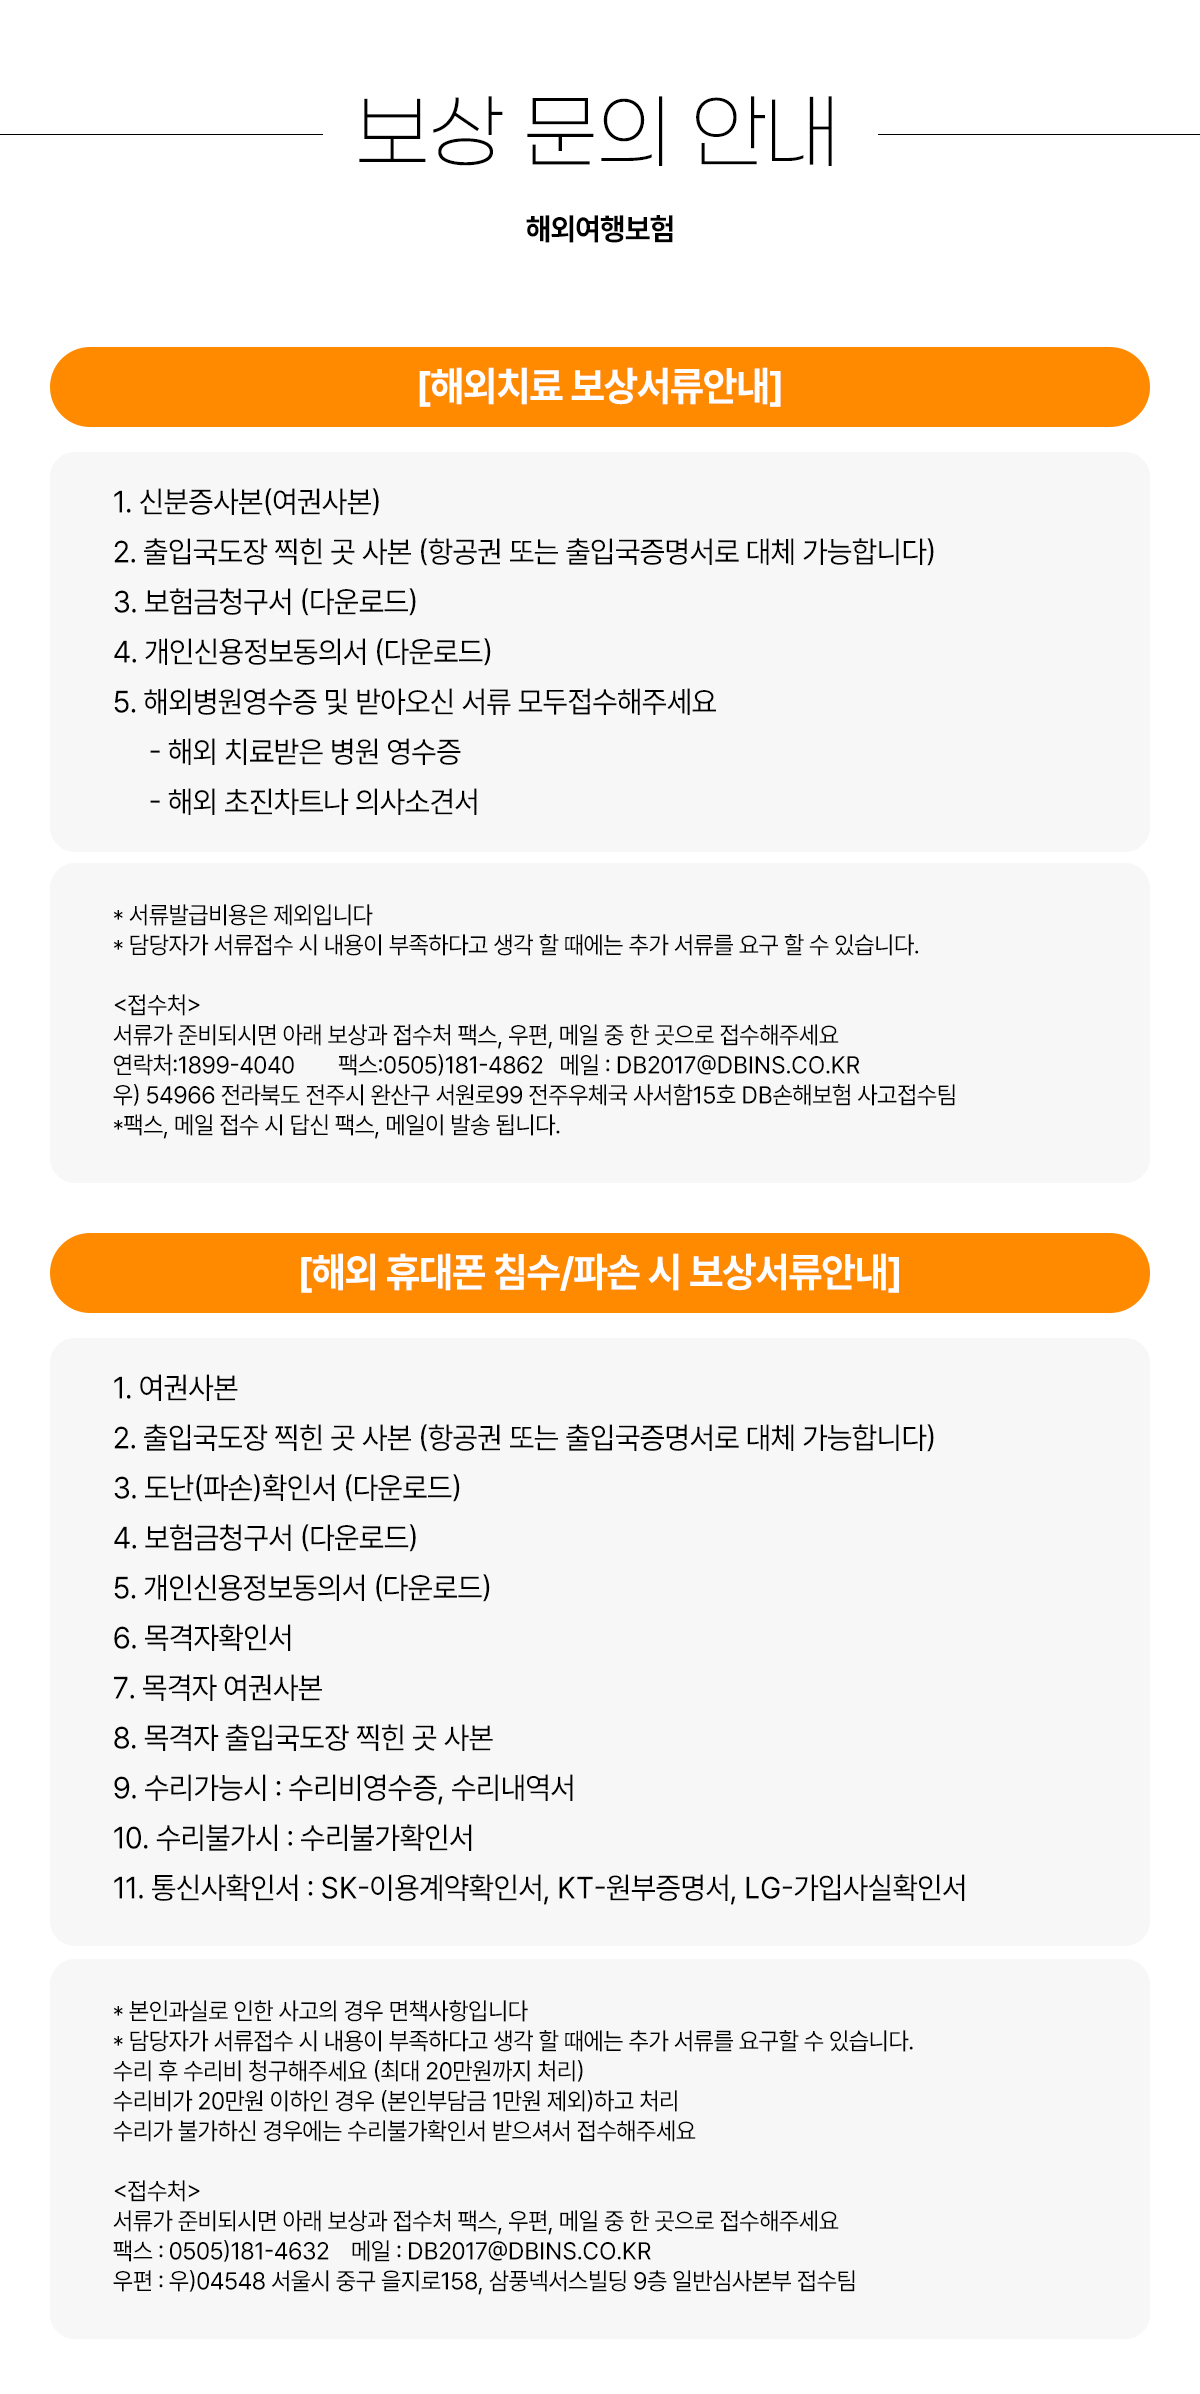 보상 문의 안내
해외여행보험
[해외치료 보상서류안내]
1. 신분증사본(여권사본)
2. 출입국도장 찍힌 곳 사본 (항공권 또는 출입국증명서로 대체 가능합니다)
3. 보험금청구서 (다운로드)
4. 개인신용정보동의서 (다운로드)
5. 해외병원영수증 및 받아오신 서류 모두접수해주세요
- 해외 치료받은 병원 영수증
- 해외 초진차트나 의사소견서
* 서류발급비용은 제외입니다
* 담당자가 서류접수 시 내용이 부족하다고 생각 할 때에는 추가 서류를 요구 할 수 있습니다.
<접수처>
서류가 준비되시면 아래 보상과 접수처 팩스, 우편, 메일 중 한 곳으로 접수해주세요
연락처:1899-4040 팩스:0505)181-4862 메일 : DB2017@DBINS.CO.KR
우) 54966 전라북도 전주시 완산구 서원로99 전주우체국 사서함15호 DB손해보험 사고접수팀
*팩스, 메일 접수 시 답신 팩스, 메일이 발송 됩니다.
[해외 휴대폰 침수/파손 시 보상서류안내]
1. 여권사본
2. 출입국도장 찍힌 곳 사본 (항공권 또는 출입국증명서로 대체 가능합니다)
3. 도난(파손)확인서 (다운로드)
4. 보험금청구서 (다운로드)
5. 개인신용정보동의서 (다운로드)
6. 목격자확인서
7. 목격자 여권사본
8. 목격자 출입국도장 찍힌 곳 사본
9. 수리가능시 : 수리비영수증, 수리내역서
10. 수리불가시 : 수리불가확인서
11. 통신사확인서 : SK-이용계약확인서, KT-원부증명서, LG-가입사실확인서
* 본인과실로 인한 사고의 경우 면책사항입니다
* 담당자가 서류접수 시 내용이 부족하다고 생각 할 때에는 추가 서류를 요구할 수 있습니다.
수리 후 수리비 청구해주세요 (최대 20만원까지 처리)
수리비가 20만원 이하인 경우 (본인부담금 1만원 제외)하고 처리
수리가 불가하신 경우에는 수리불가확인서 받으셔서 접수해주세요
<접수처>
서류가 준비되시면 아래 보상과 접수처 팩스, 우편, 메일 중 한 곳으로 접수해주세요
팩스 : 0505)181-4632 메일 : DB2017@DBINS.CO.KR
우편 : 우)04548 서울시 중구 을지로158, 삼풍넥서스빌딩 9층 일반심사본부 접수팀